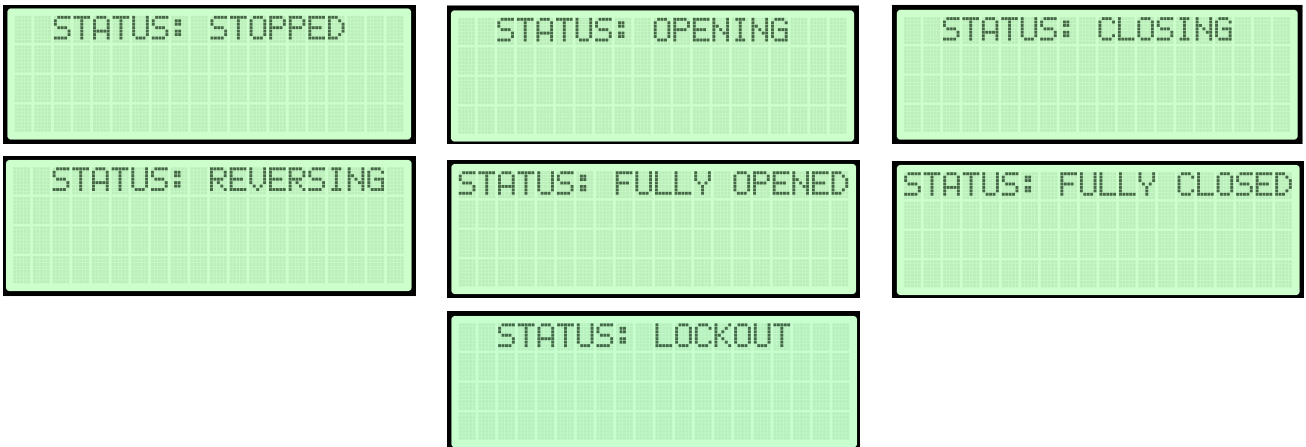 STATUS: STOPPED
STATUS: OPENING
STATUS: CLOSING
STATUS: REVERSING
STATUS: FULLY OPENED
STATUS: FULLY CLOSED
STATUS: LOCKOUT